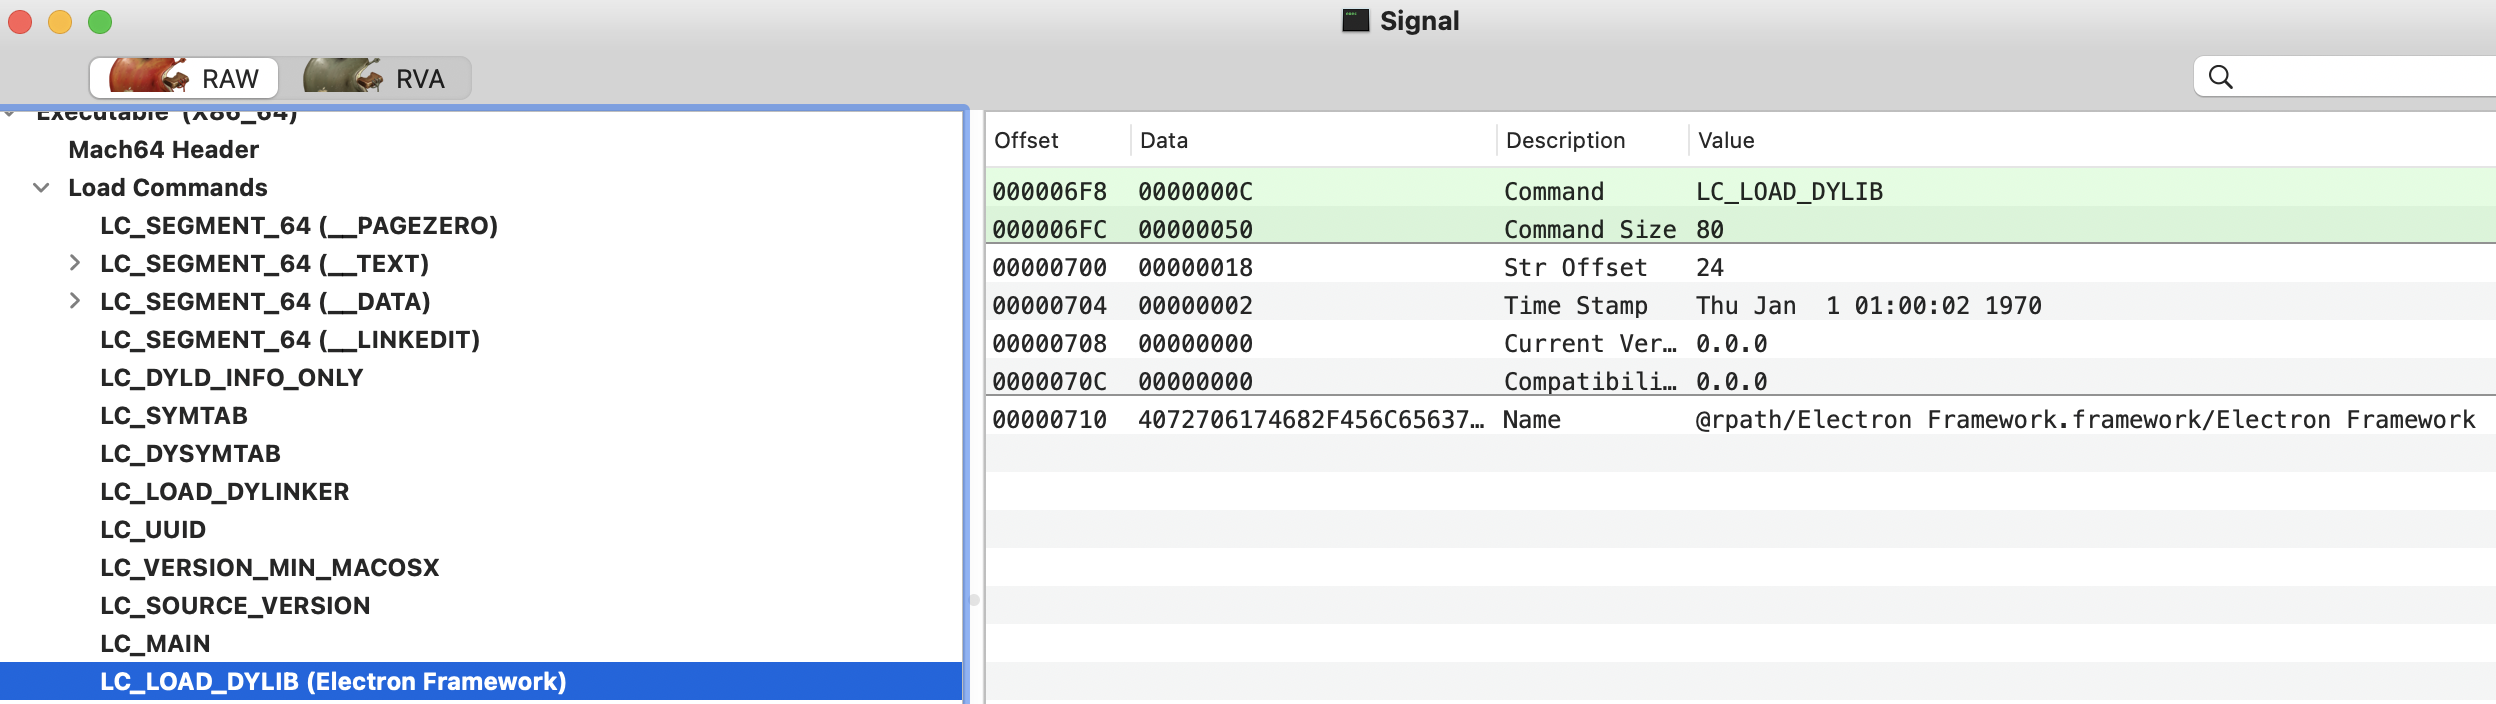 Signal
RAW RVA
Executable (X86_64)
Mach64 Header
Load Commands
LC_SEGMENT_64 (__PAGEZERO)
LC_SEGMENT_64 (__TEXT)
LC_SEGMENT_64 (__DATA)
LC_SEGMENT_64 (__LINKEDIT)
LC_DYLD_INFO_ONLY
LC_SYMTAB
LC_DYSYMTAB
LC_LOAD_DYLINKER
LC_UUID
LC_VERSION_MIN_MACOSX
LC_SOURCE_VERSION
LC_MAIN
LC_LOAD_DYLIB (Electron Framework)
Offset Data Description Value
000006F8 0000000C Command LC_LOAD_DYLIB
000006FC 00000050 Command Size 80
00000700 00000018 Str Offset 24
00000704 00000002 Time Stamp Thu Jan  1 01:00:02 1970
00000708 00000000 Current Ver… 0.0.0
0000070C 00000000 Compatibili… 0.0.0
00000710 4072706174682F456C65637… Name @rpath/Electron Framework.framework/Electron Framework